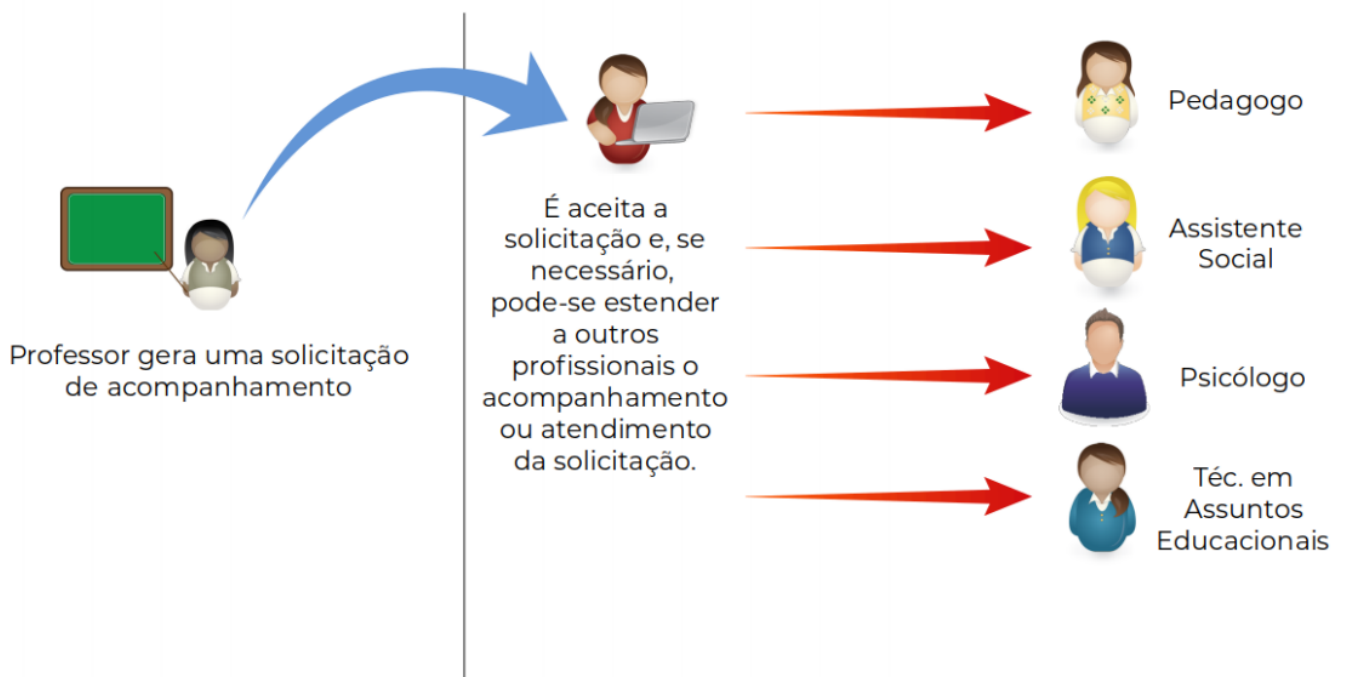 Professor gera uma solicitação
de acompanhamento
É aceita a
solicitação e, se
necessário,
pode-se estender
a outros
profissionais o
acompanhamento
ou atendimento
da solicitação.
Pedagogo
Assistente
Social
Psicólogo
Téc. em
Assuntos
Educacionais